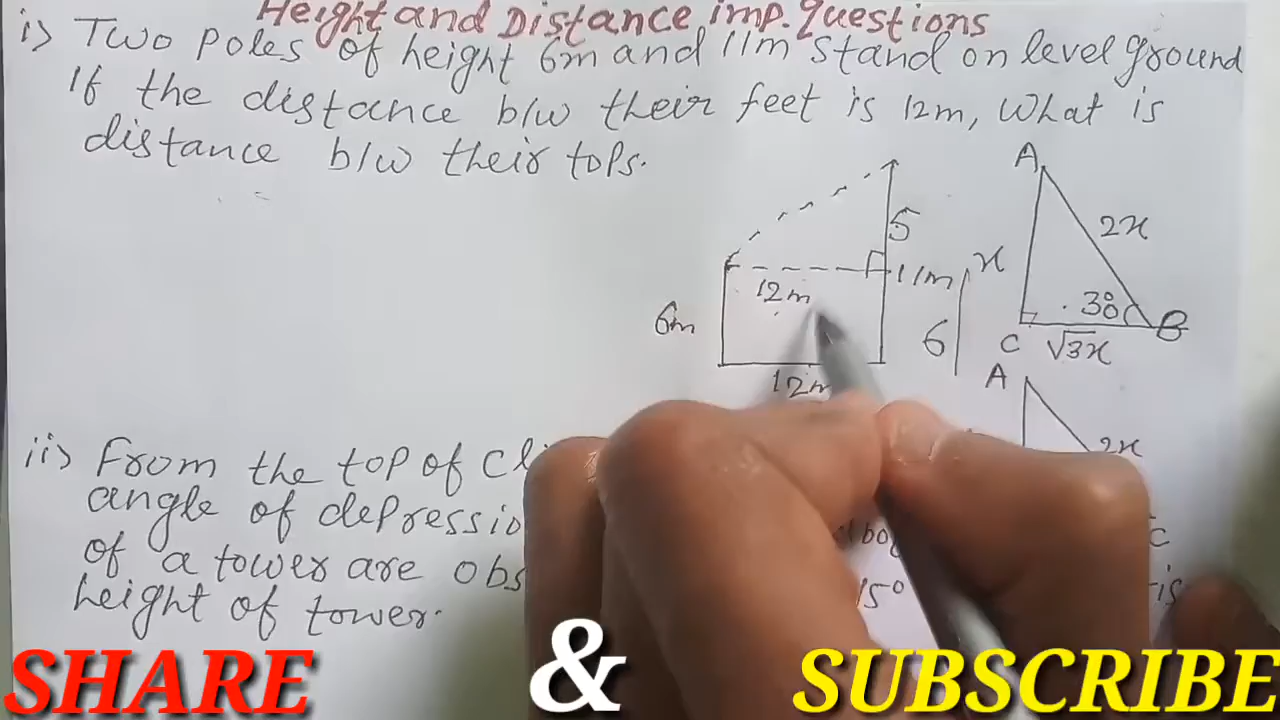 Height and Distance imp. Questions
i) Two poles of height 6m and 11m stand on level ground
If the distance b/w their feet is 12m, What is
distance b/w their tops.
A
5
2x
x
11m
12m
30°
6m
6
C
B
√3x
12m
A
2x
ii) From the top of
angle of
of a tower are
height of tower.
15°
SHARE & SUBSCRIBE